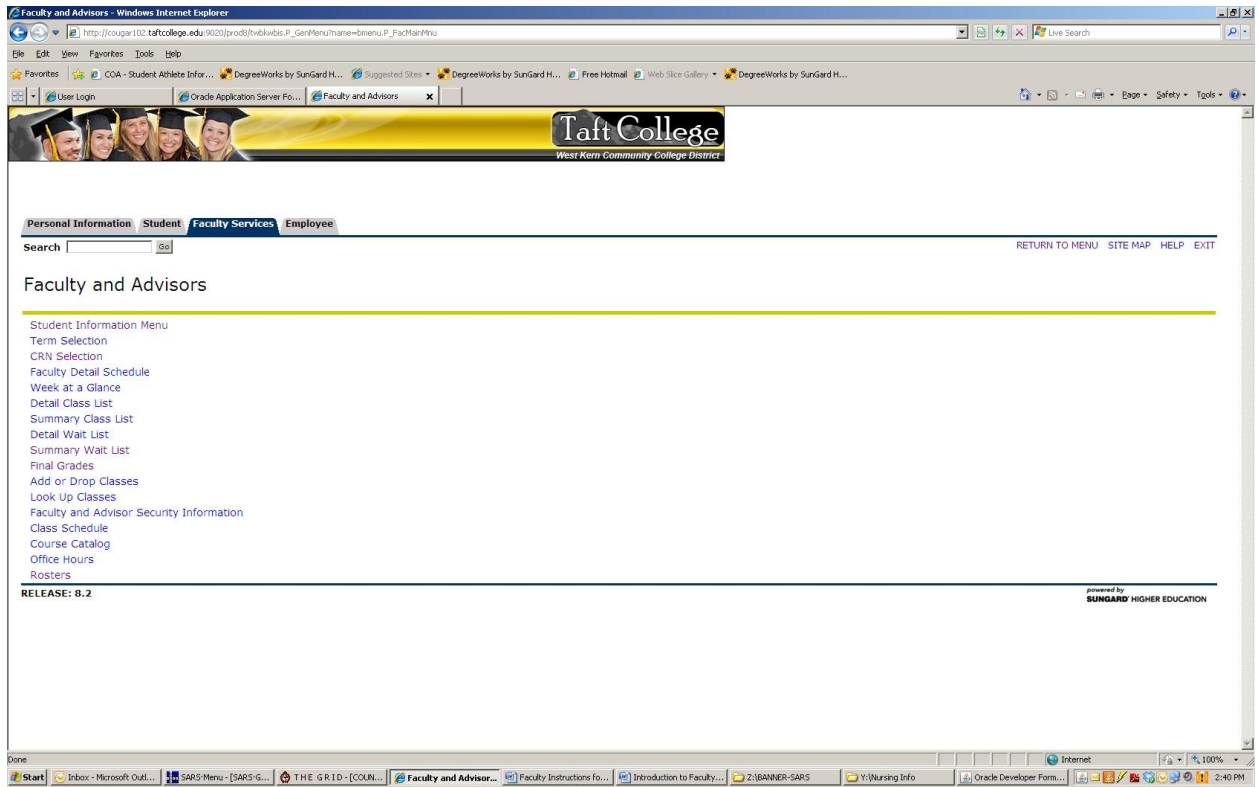 Faculty and Advisors - Windows Internet Explorer
http://cougar102.taftcollege.edu:9020/prod8/twbkwbis.P_GenMenu?name=bmenu.P_FacMainMnu
Live Search
File Edit View Favorites Tools Help
Favorites COA - Student Athlete Infor... DegreeWorks by SunGard H... Suggested Sites DegreeWorks by SunGard H... Free Hotmail Web Slice Gallery DegreeWorks by SunGard H...
User Login Oracle Application Server Fo... Faculty and Advisors X Page Safety Tools
Taft College
West Kern Community College District
Personal Information Student Faculty Services Employee
Search Go RETURN TO MENU SITE MAP HELP EXIT
Faculty and Advisors
Student Information Menu
Term Selection
CRN Selection
Faculty Detail Schedule
Week at a Glance
Detail Class List
Summary Class List
Detail Wait List
Summary Wait List
Final Grades
Add or Drop Classes
Look Up Classes
Faculty and Advisor Security Information
Class Schedule
Course Catalog
Office Hours
Rosters
RELEASE: 8.2
powered by
SUNGARD HIGHER EDUCATION
Done Internet 100%
Start Inbox - Microsoft Outl... SARS-Menu - [SARS-G... T H E G R I D - [COUN... Faculty and Advisor... Faculty Instructions fo... Introduction to Faculty... Z:\BANNER-SARS Y:\Nursing Info Oracle Developer Form... 2:40 PM